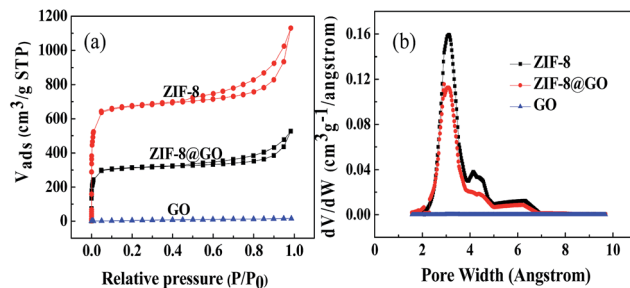 (a)
1200
1000
800
600
400
200
0
ZIF-8
ZIF-8@GO
GO
0.0 0.2 0.4 0.6 0.8 1.0
Relative pressure (P/P0)
Vads (cm3/g STP)
(b)
ZIF-8
ZIF-8@GO
GO
0.16
0.12
0.08
0.04
0.00
0 2 4 6 8 10
Pore Width (Angstrom)
dV/dW (cm3g-1/angstrom)